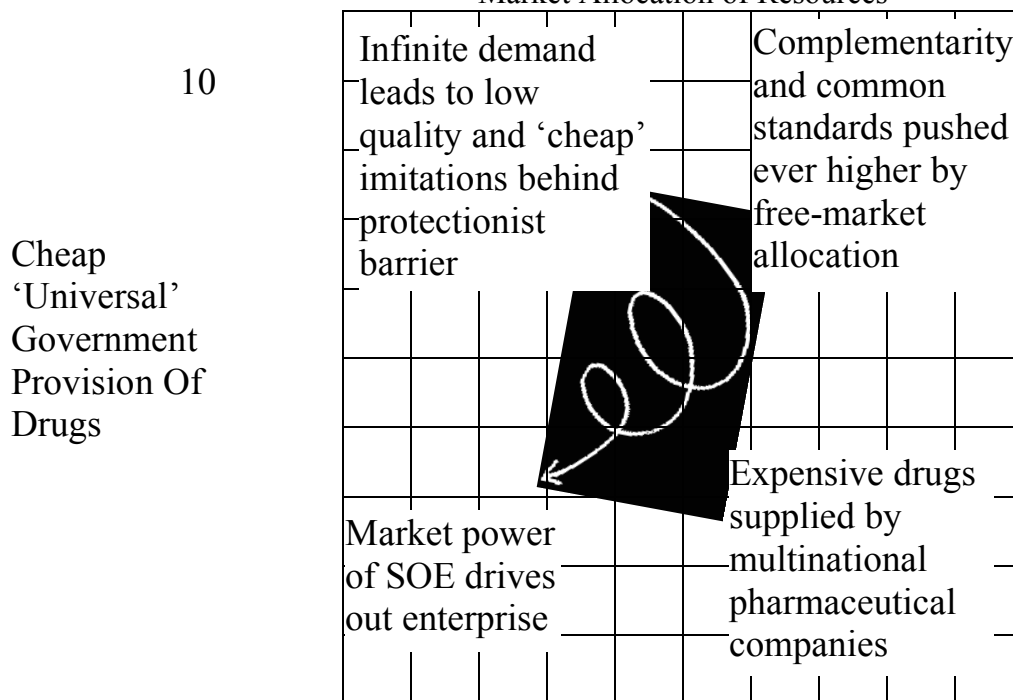 Market Allocation of Resources
10
Cheap
‘Universal’
Government
Provision Of
Drugs
Infinite demand
leads to low
quality and ‘cheap’
imitations behind
protectionist
barrier
Complementarity
and common
standards pushed
ever higher by
free-market
allocation
Market power
of SOE drives
out enterprise
Expensive drugs
supplied by
multinational
pharmaceutical
companies